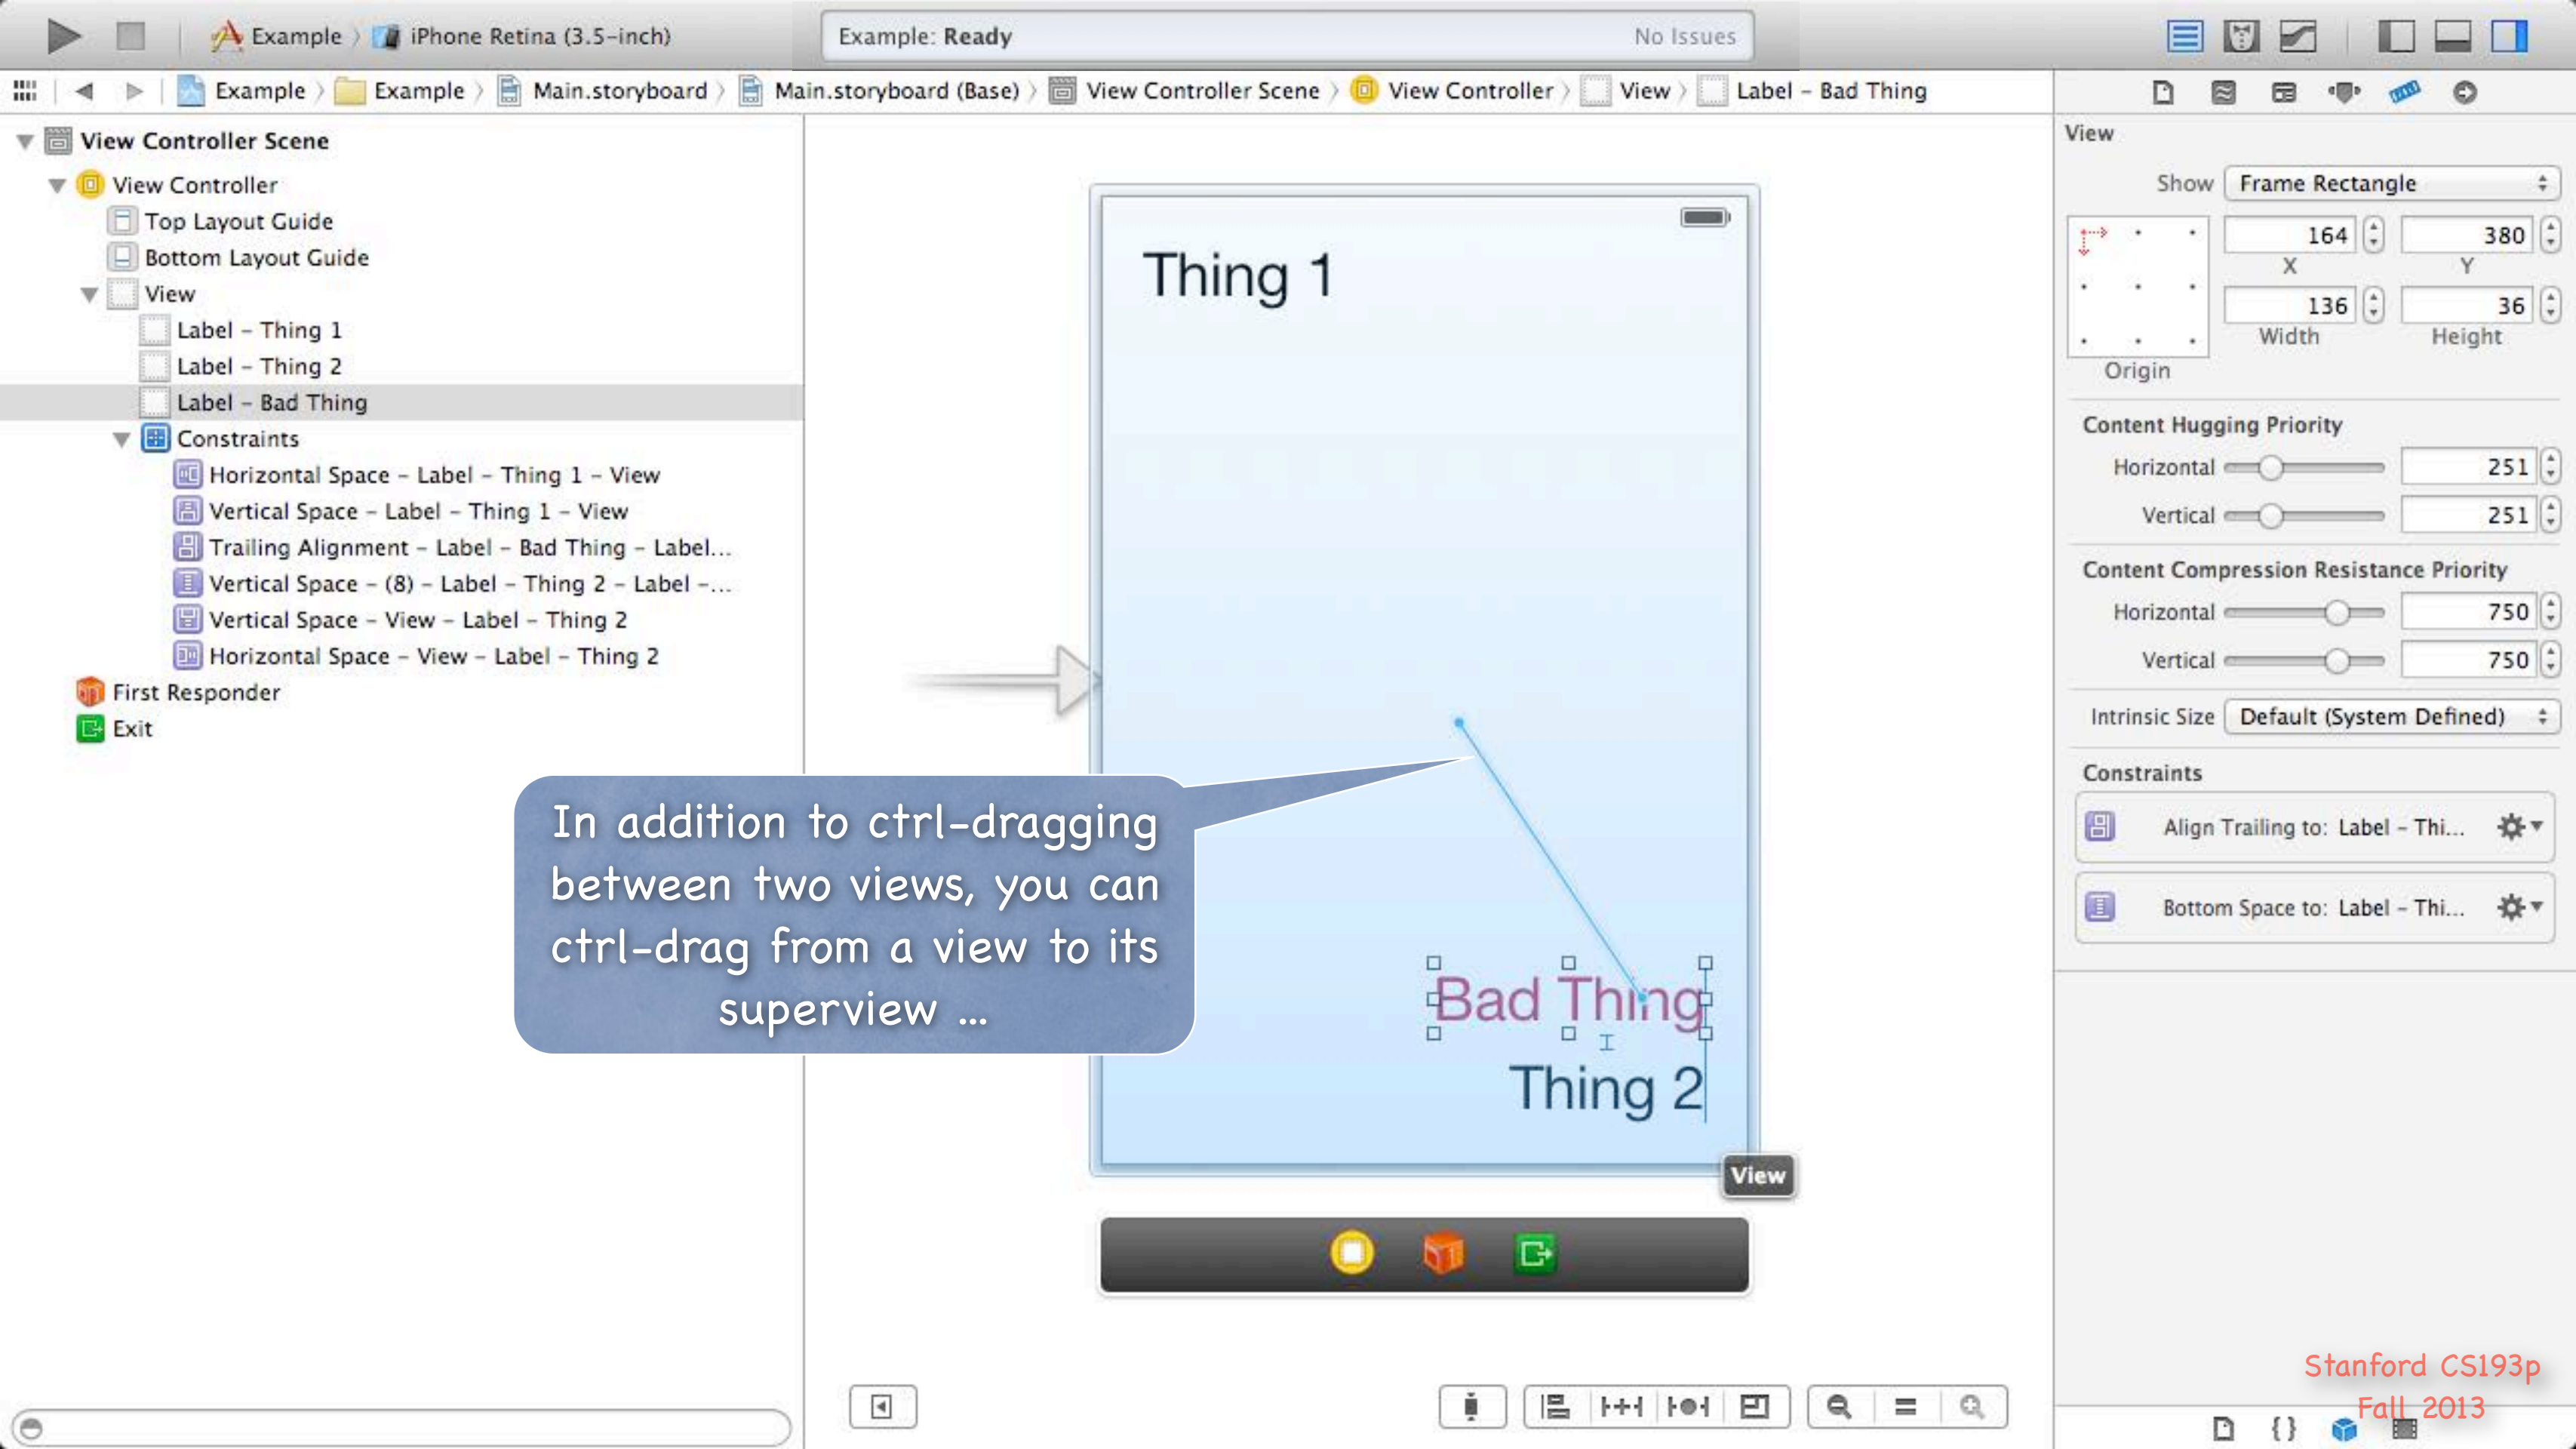 Example › iPhone Retina (3.5-inch)
Example: Ready
No Issues
Example › Example › Main.storyboard › Main.storyboard (Base) › View Controller Scene › View Controller › View › Label – Bad Thing
View Controller Scene
View Controller
Top Layout Guide
Bottom Layout Guide
View
Label – Thing 1
Label – Thing 2
Label – Bad Thing
Constraints
Horizontal Space – Label – Thing 1 – View
Vertical Space – Label – Thing 1 – View
Trailing Alignment – Label – Bad Thing – Label...
Vertical Space – (8) – Label – Thing 2 – Label –...
Vertical Space – View – Label – Thing 2
Horizontal Space – View – Label – Thing 2
First Responder
Exit
Thing 1
In addition to ctrl-dragging
between two views, you can
ctrl-drag from a view to its
superview ...
Bad Thing
Thing 2
View
View
Show Frame Rectangle
164 380
X Y
136 36
Width Height
Origin
Content Hugging Priority
Horizontal 251
Vertical 251
Content Compression Resistance Priority
Horizontal 750
Vertical 750
Intrinsic Size Default (System Defined)
Constraints
Align Trailing to: Label – Thi...
Bottom Space to: Label – Thi...
Stanford CS193p
Fall 2013